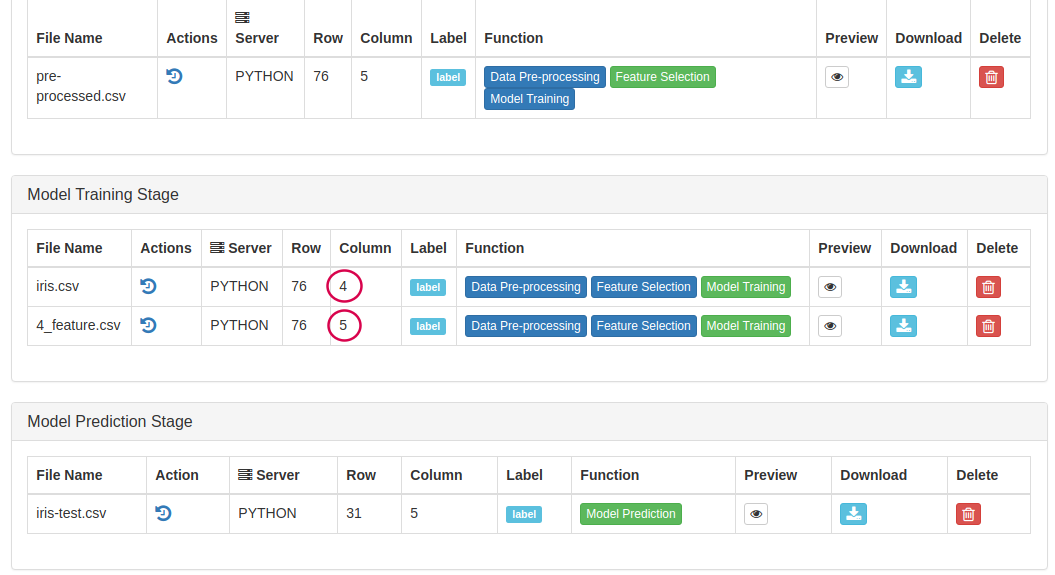 File Name Actions Server Row Column Label Function Preview Download Delete
pre-processed.csv PYTHON 76 5 label Data Pre-processing Feature Selection Model Training
Model Training Stage
File Name Actions Server Row Column Label Function Preview Download Delete
iris.csv PYTHON 76 4 label Data Pre-processing Feature Selection Model Training
4_feature.csv PYTHON 76 5 label Data Pre-processing Feature Selection Model Training
Model Prediction Stage
File Name Action Server Row Column Label Function Preview Download Delete
iris-test.csv PYTHON 31 5 label Model Prediction